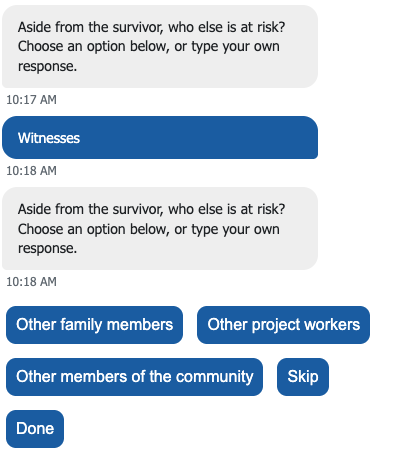 Aside from the survivor, who else is at risk?
Choose an option below, or type your own
response.
10:17 AM
Witnesses
10:18 AM
Aside from the survivor, who else is at risk?
Choose an option below, or type your own
response.
10:18 AM
Other family members
Other project workers
Other members of the community
Skip
Done